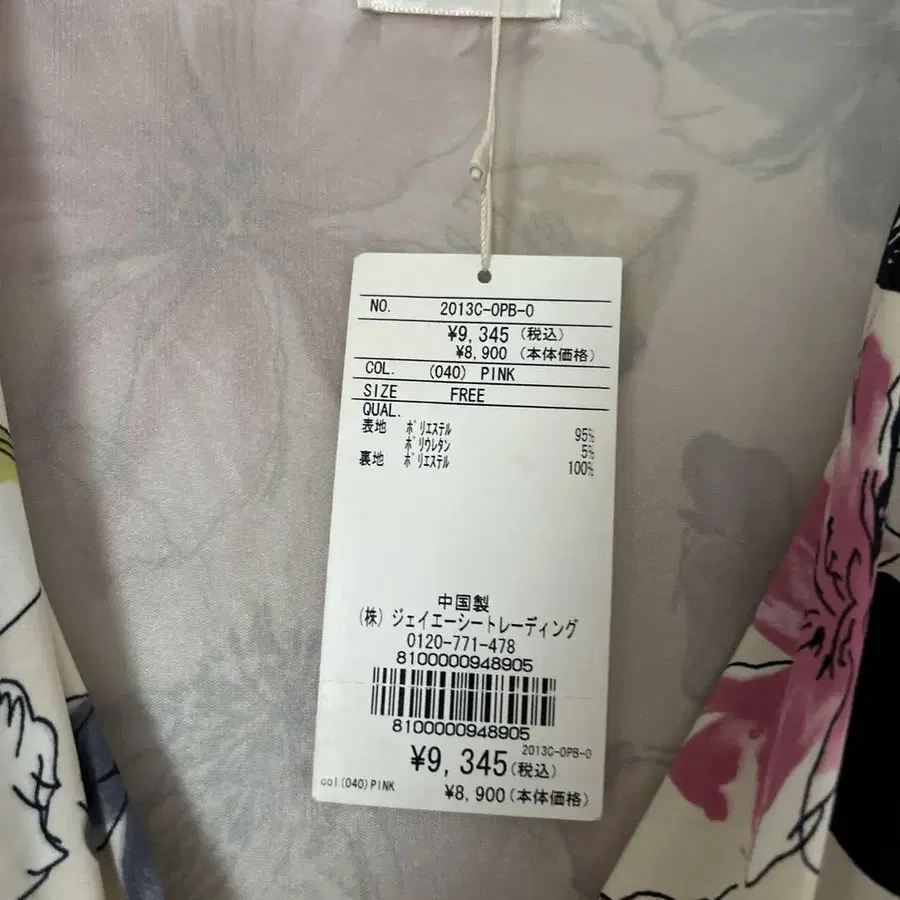 NO. 2013C-OPB-0
¥9,345 (税込)
¥8,900 (本体価格)
COL. (040) PINK
SIZE FREE
QUAL.
表地 ﾎﾟﾘｴｽﾃﾙ 95%
ﾎﾟﾘｳﾚﾀﾝ 5%
裏地 ﾎﾟﾘｴｽﾃﾙ 100%
中国製
(株) ジェイエーシートレーディング
0120-771-478
8100000948905
8100000948905
2013C-OPB-0
¥9,345(税込)
col(040)PINK ¥8,900(本体価格)